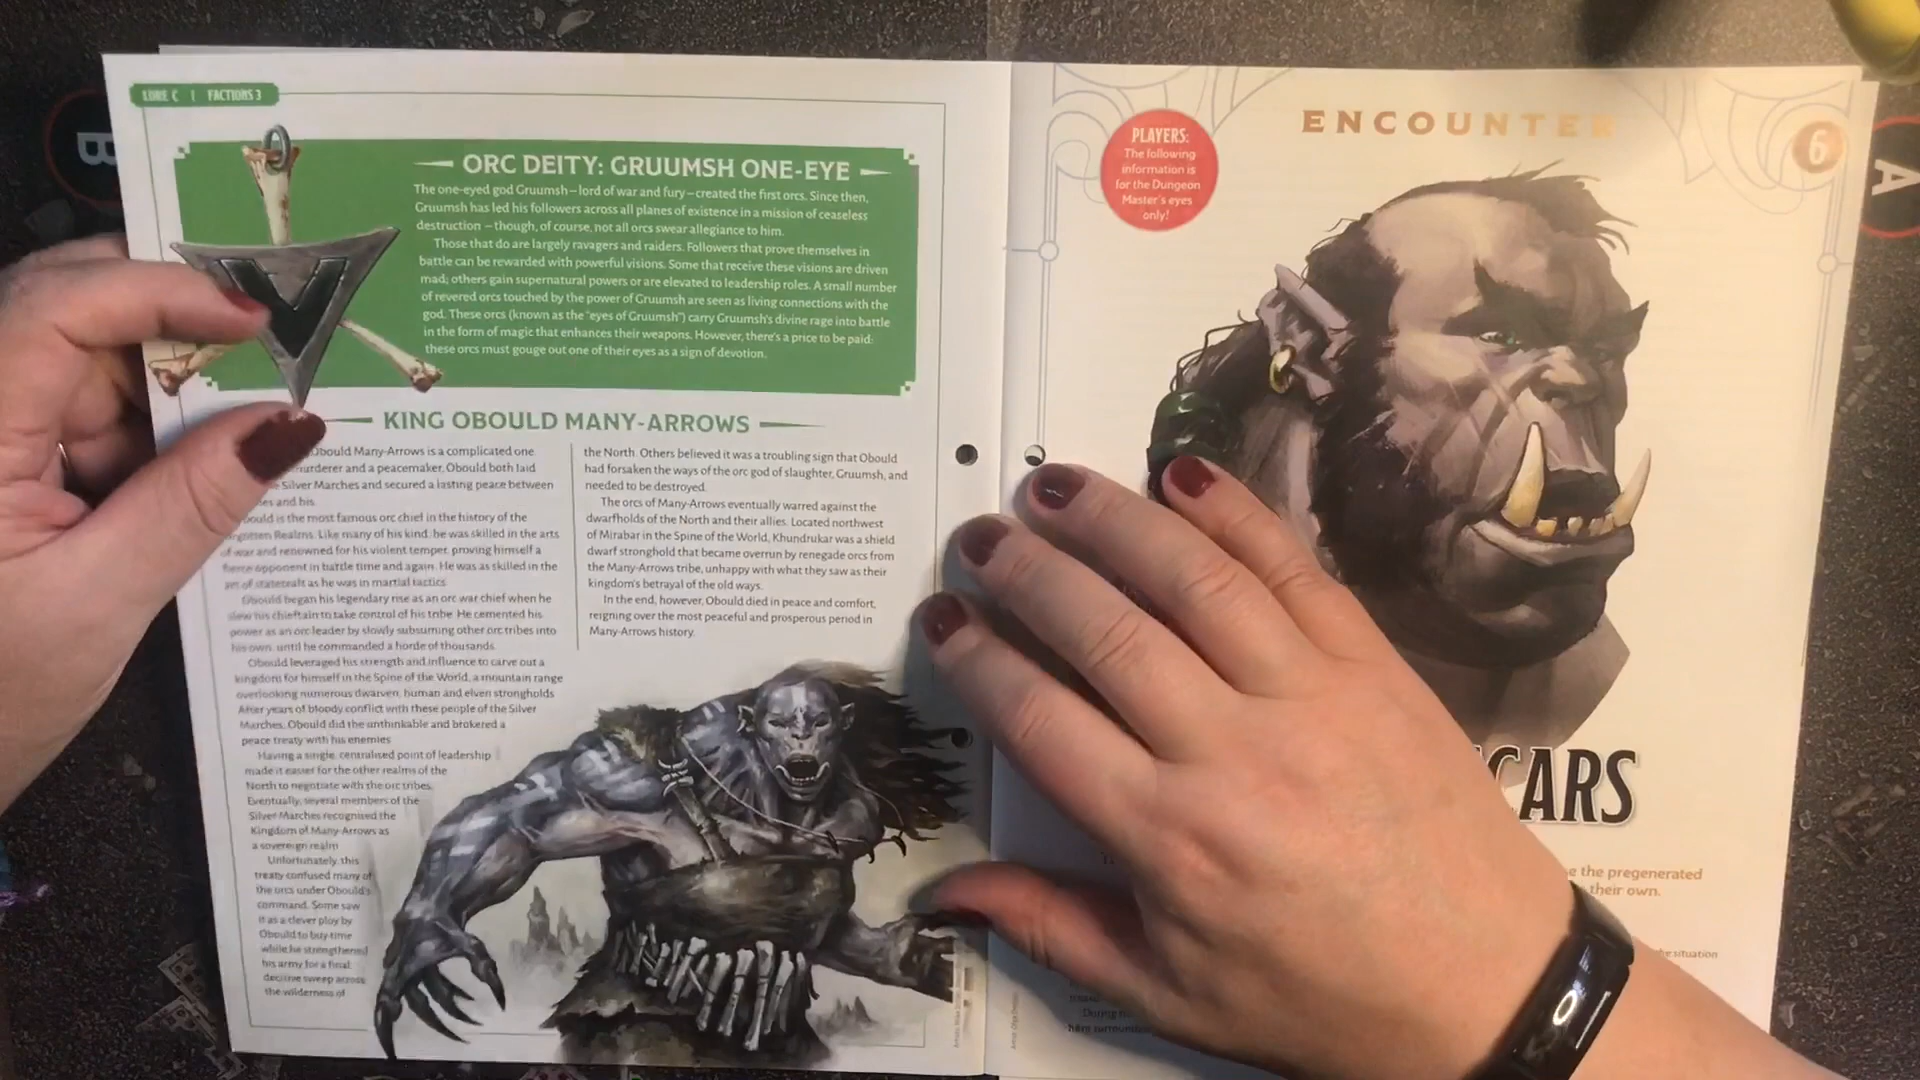 LORE C | FACTIONS 3
ORC DEITY: GRUUMSH ONE-EYE
The one-eyed god Gruumsh – lord of war and fury – created the first orcs. Since then,
Gruumsh has led his followers across all planes of existence in a mission of ceaseless
destruction – though, of course, not all orcs swear allegiance to him.
Those that do are largely ravagers and raiders. Followers that prove themselves in
battle can be rewarded with powerful visions. Some that receive these visions are driven
mad; others gain supernatural powers or are elevated to leadership roles. A small number
of revered orcs touched by the power of Gruumsh are seen as living connections with the
god. These orcs (known as the "eyes of Gruumsh") carry Gruumsh's divine rage into battle
in the form of magic that enhances their weapons. However, there's a price to be paid:
these orcs must gouge out one of their eyes as a sign of devotion.
KING OBOULD MANY-ARROWS
Obould Many-Arrows is a complicated one
murderer and a peacemaker, Obould both laid
Silver Marches and secured a lasting peace between
and his
is the most famous orc chief in the history of the
Realms. Like many of his kind, he was skilled in the arts
of war and renowned for his violent temper, proving himself a
fierce opponent in battle time and again. He was as skilled in the
art of statecraft as he was in martial tactics.
Obould began his legendary rise as an orc war chief when he
slew his chieftain to take control of his tribe. He cemented his
power as an orc leader by slowly subsuming other orc tribes into
his own, until he commanded a horde of thousands.
Obould leveraged his strength and influence to carve out a
kingdom for himself in the Spine of the World, a mountain range
overlooking numerous dwarven, human and elven strongholds.
After years of bloody conflict with these people of the Silver
Marches, Obould did the unthinkable and brokered a
peace treaty with his enemies.
Having a single, centralised point of leadership
made it easier for the other realms of the
North to negotiate with the orc tribes.
Eventually, several members of the
Silver Marches recognised the
Kingdom of Many-Arrows as
a sovereign realm.
Unfortunately, this
treaty confused many of
the orcs under Obould's
command. Some saw
it as a clever ploy by
Obould to buy time
while he strengthened
his army for a final,
decisive sweep across
the wilderness of
the North. Others believed it was a troubling sign that Obould
had forsaken the ways of the orc god of slaughter, Gruumsh, and
needed to be destroyed.
The orcs of Many-Arrows eventually warred against the
dwarfholds of the North and their allies. Located northwest
of Mirabar in the Spine of the World, Khundrukar was a shield
dwarf stronghold that became overrun by renegade orcs from
the Many-Arrows tribe, unhappy with what they saw as their
kingdom's betrayal of the old ways.
In the end, however, Obould died in peace and comfort,
reigning over the most peaceful and prosperous period in
Many-Arrows history.
ENCOUNTER
6
PLAYERS:
The following
information is
for the Dungeon
Master's eyes
only!
CARS
the pregenerated
their own.
the situation
During
him
B
A